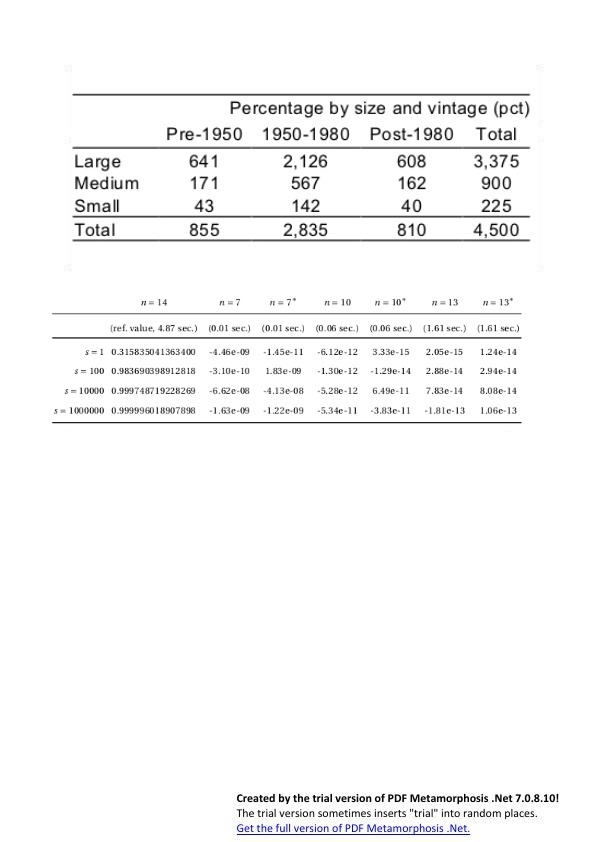 Percentage by size and vintage (pct)
Pre-1950 1950-1980 Post-1980 Total
Large 641 2,126 608 3,375
Medium 171 567 162 900
Small 43 142 40 225
Total 855 2,835 810 4,500
n = 14 n = 7 n = 7* n = 10 n = 10* n = 13 n = 13*
(ref. value, 4.87 sec.) (0.01 sec.) (0.01 sec.) (0.06 sec.) (0.06 sec.) (1.61 sec.) (1.61 sec.)
s = 1 0.315835041363400 -4.46e-09 -1.45e-11 -6.12e-12 3.33e-15 2.05e-15 1.24e-14
s = 100 0.983690398912818 -3.10e-10 1.83e-09 -1.30e-12 -1.29e-14 2.88e-14 2.94e-14
s = 10000 0.999748719228269 -6.62e-08 -4.13e-08 -5.28e-12 6.49e-11 7.83e-14 8.08e-14
s = 1000000 0.999996018907898 -1.63e-09 -1.22e-09 -5.34e-11 -3.83e-11 -1.81e-13 1.06e-13
Created by the trial version of PDF Metamorphosis .Net 7.0.8.10!
The trial version sometimes inserts "trial" into random places.
Get the full version of PDF Metamorphosis .Net.